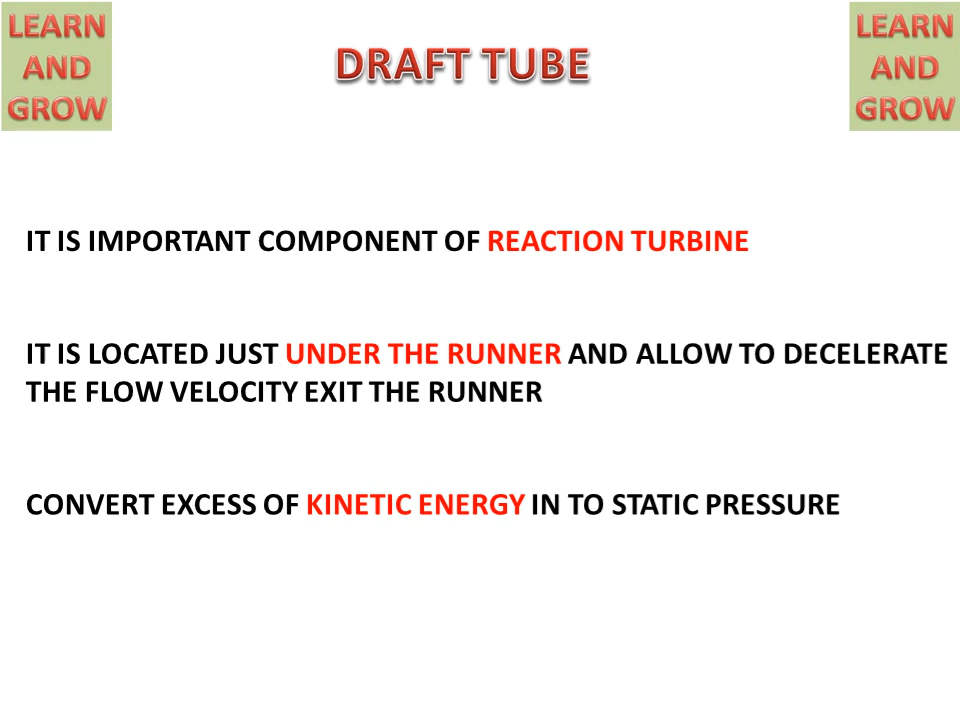 LEARN
AND
GROW
DRAFT TUBE
LEARN
AND
GROW
IT IS IMPORTANT COMPONENT OF REACTION TURBINE
IT IS LOCATED JUST UNDER THE RUNNER AND ALLOW TO DECELERATE
THE FLOW VELOCITY EXIT THE RUNNER
CONVERT EXCESS OF KINETIC ENERGY IN TO STATIC PRESSURE